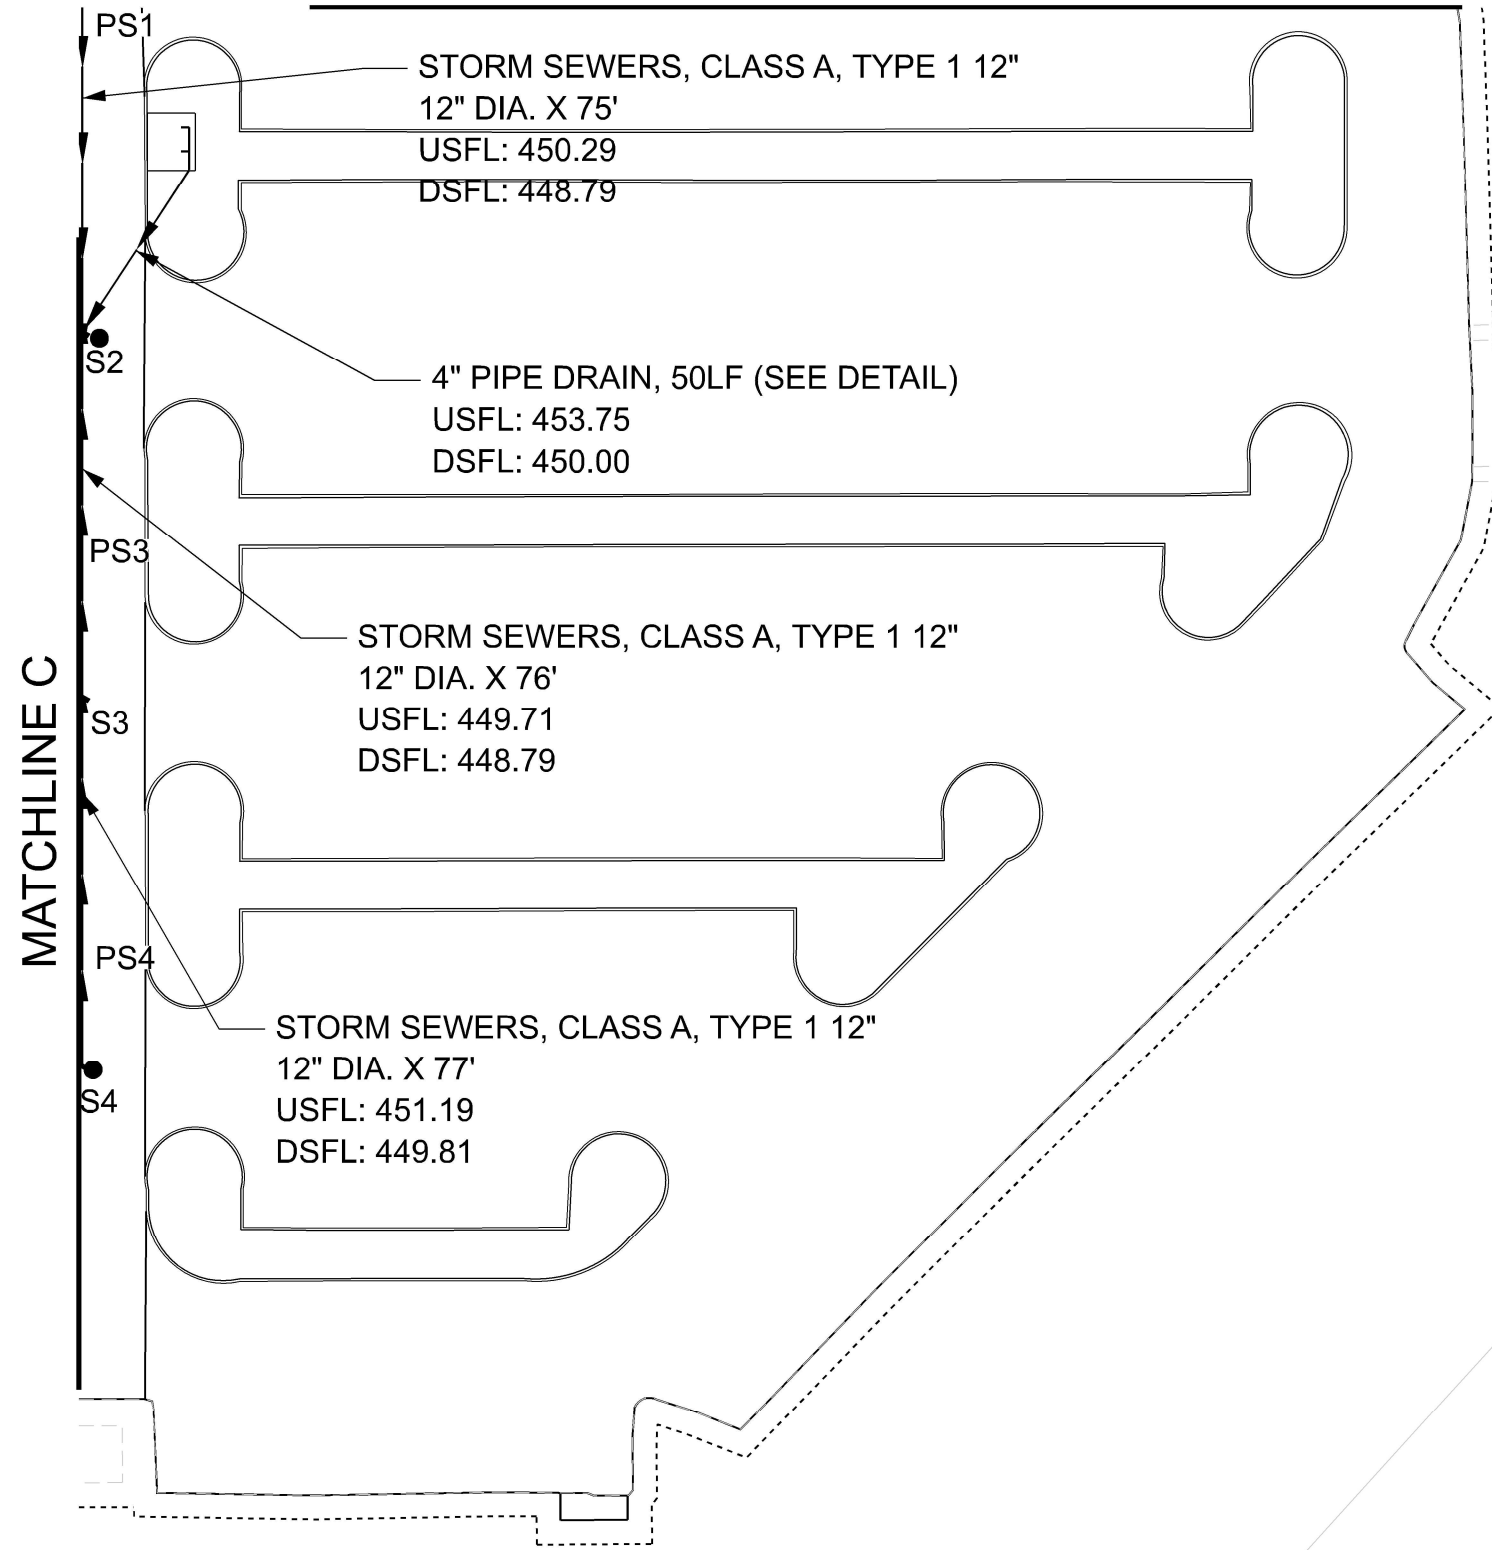 PS1
STORM SEWERS, CLASS A, TYPE 1 12"
12" DIA. X 75'
USFL: 450.29
DSFL: 448.79
S2
4" PIPE DRAIN, 50LF (SEE DETAIL)
USFL: 453.75
DSFL: 450.00
PS3
STORM SEWERS, CLASS A, TYPE 1 12"
12" DIA. X 76'
USFL: 449.71
DSFL: 448.79
MATCHLINE C
S3
PS4
STORM SEWERS, CLASS A, TYPE 1 12"
12" DIA. X 77'
USFL: 451.19
DSFL: 449.81
S4